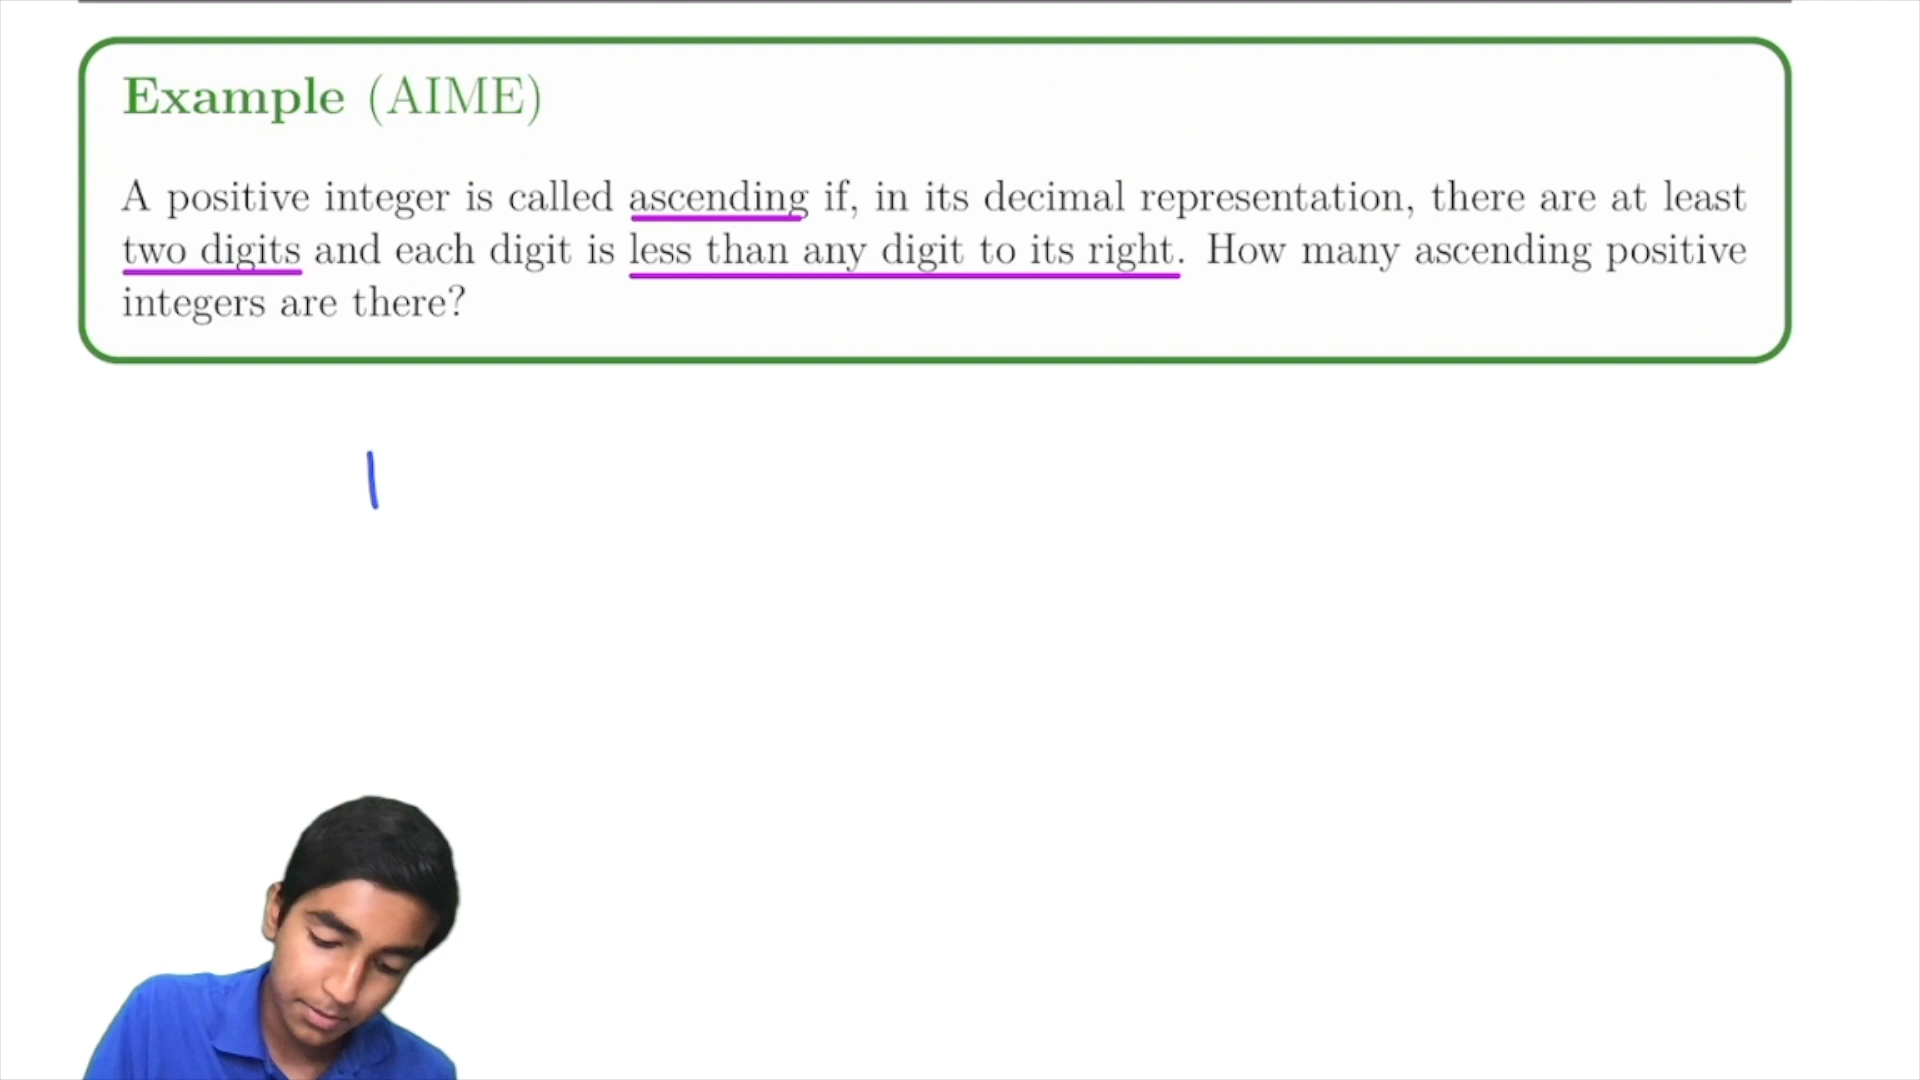 Example (AIME)
A positive integer is called ascending if, in its decimal representation, there are at least
two digits and each digit is less than any digit to its right. How many ascending positive
integers are there?